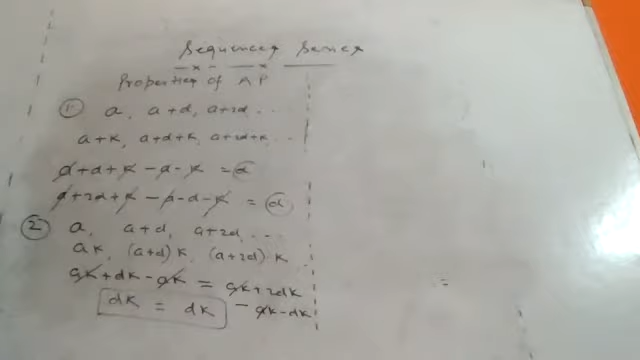 Sequences Series
Properties of AP
① a, a+d, a+2d ...
a+k, a+d+k, a+2d+k...
a+d+k-a-k = d
a+2d+k-a-d-k = d
② a, a+d, a+2d...
ak, (a+d)k, (a+2d)k
ak+dk-ak = ak+2dk
-ak-dk
dk = dk
=